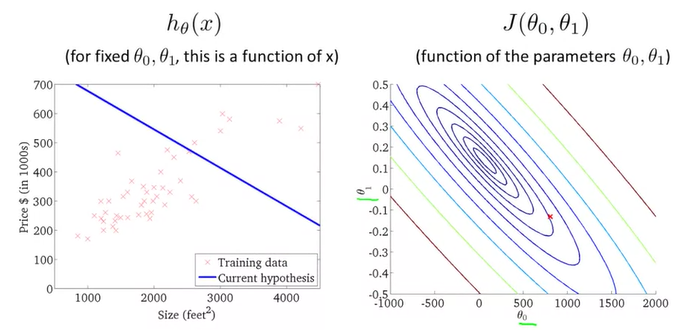 hθ(x)
(for fixed θ0, θ1, this is a function of x)
700
600
500
400
300
200
100
0
Price $ (in 1000s)
1000 2000 3000 4000
Size (feet²)
Training data
Current hypothesis
J(θ0, θ1)
(function of the parameters θ0, θ1)
0.5
0.4
0.3
0.2
0.1
0
-0.1
-0.2
-0.3
-0.4
-0.5
θ1
-1000 -500 0 500 1000 1500 2000
θ0